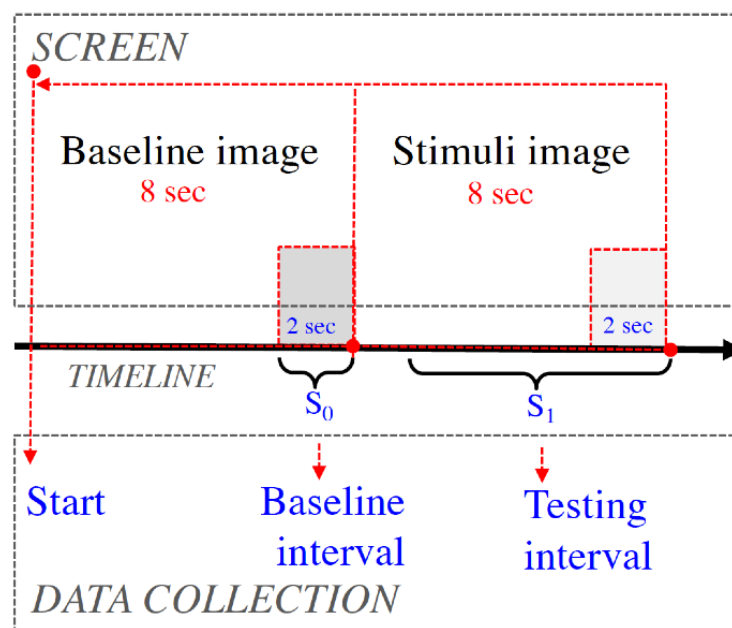 SCREEN
Baseline image
8 sec
Stimuli image
8 sec
2 sec
2 sec
TIMELINE
S₀
S₁
Start
Baseline
interval
Testing
interval
DATA COLLECTION